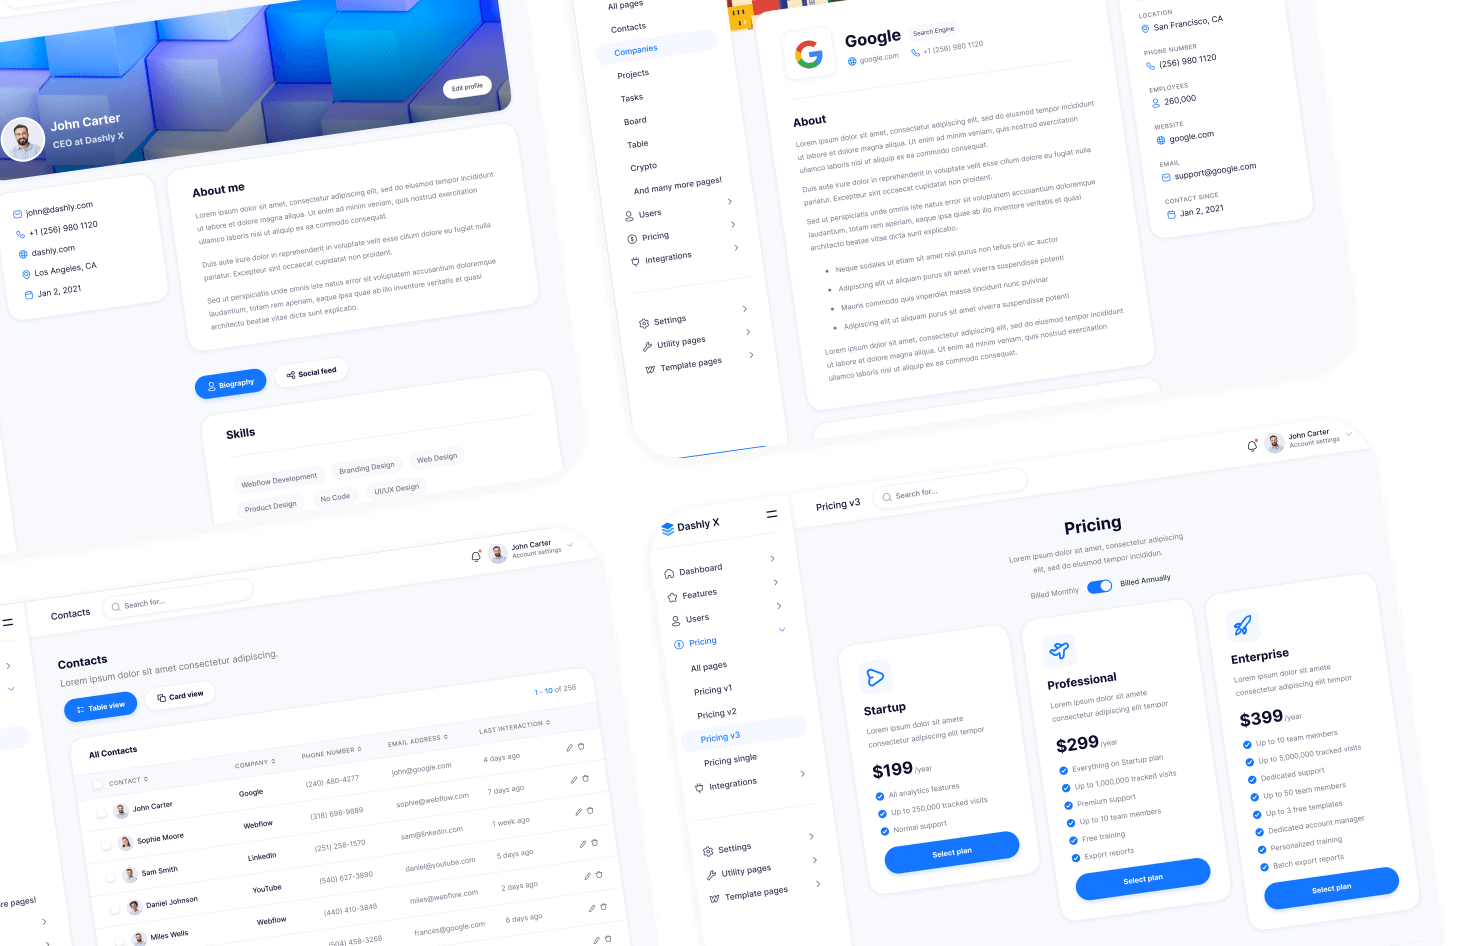 John Carter
CEO at Dashly X
Edit profile
john@dashly.com
+1 (256) 980 1120
dashly.com
Los Angeles, CA
Jan 2, 2021
About me
Lorem ipsum dolor sit amet, consectetur adipiscing elit, sed do eiusmod tempor incididunt
ut labore et dolore magna aliqua. Ut enim ad minim veniam, quis nostrud exercitation
ullamco laboris nisi ut aliquip ex ea commodo consequat.
Duis aute irure dolor in reprehenderit in voluptate velit esse cillum dolore eu fugiat nulla
pariatur. Excepteur sint occaecat cupidatat non proident.
Sed ut perspiciatis unde omnis iste natus error sit voluptatem accusantium doloremque
laudantium, totam rem aperiam, eaque ipsa quae ab illo inventore veritatis et quasi
architecto beatae vitae dicta sunt explicabo.
Biography
Social feed
Skills
Webflow Development
Branding Design
Web Design
Product Design
No Code
UI/UX Design
All pages
Contacts
Companies
Projects
Tasks
Board
Table
Crypto
And many more pages!
Users
Pricing
Integrations
Settings
Utility pages
Template pages
Google
Search Engine
google.com
+1 (256) 980 1120
About
Lorem ipsum dolor sit amet, consectetur adipiscing elit, sed do eiusmod tempor incididunt
ut labore et dolore magna aliqua. Ut enim ad minim veniam, quis nostrud exercitation
ullamco laboris nisi ut aliquip ex ea commodo consequat.
Duis aute irure dolor in reprehenderit in voluptate velit esse cillum dolore eu fugiat nulla
pariatur. Excepteur sint occaecat cupidatat non proident.
Sed ut perspiciatis unde omnis iste natus error sit voluptatem accusantium doloremque
laudantium, totam rem aperiam, eaque ipsa quae ab illo inventore veritatis et quasi
architecto beatae vitae dicta sunt explicabo.
Neque sodales ut etiam sit amet nisl purus non tellus orci ac auctor
Adipiscing elit ut aliquam purus sit amet viverra suspendisse potenti
Mauris commodo quis imperdiet massa tincidunt nunc pulvinar
Adipiscing elit ut aliquam purus sit amet viverra suspendisse potenti
Lorem ipsum dolor sit amet, consectetur adipiscing elit, sed do eiusmod tempor incididunt
ut labore et dolore magna aliqua. Ut enim ad minim veniam, quis nostrud exercitation
ullamco laboris nisi ut aliquip ex ea commodo consequat.
LOCATION
San Francisco, CA
PHONE NUMBER
(256) 980 1120
EMPLOYEES
260,000
WEBSITE
google.com
EMAIL
support@google.com
CONTACT SINCE
Jan 2, 2021
Contacts
Search for...
John Carter
Account settings
Contacts
Lorem ipsum dolor sit amet consectetur adipiscing.
Table view
Card view
1 - 10 of 256
All Contacts
CONTACT
COMPANY
PHONE NUMBER
EMAIL ADDRESS
LAST INTERACTION
John Carter
Google
(240) 480-4277
john@google.com
4 days ago
Sophie Moore
Webflow
(318) 698-9889
sophie@webflow.com
7 days ago
Sam Smith
LinkedIn
(251) 258-1570
sam@linkedin.com
1 week ago
Daniel Johnson
YouTube
(540) 627-3890
daniel@youtube.com
5 days ago
Miles Wells
Webflow
(440) 410-3848
miles@webflow.com
2 days ago
(504) 458-3268
frances@google.com
6 days ago
re pages!
Dashly X
Dashboard
Features
Users
Pricing
All pages
Pricing v1
Pricing v2
Pricing v3
Pricing single
Integrations
Settings
Utility pages
Template pages
Pricing v3
Search for...
John Carter
Account settings
Pricing
Lorem ipsum dolor sit amet, consectetur adipiscing
elit, sed do eiusmod tempor incididun.
Billed Monthly
Billed Annually
Startup
Lorem ipsum dolor sit amete
consectetur adipiscing elit tempor
$199 /year
All analytics features
Up to 250,000 tracked visits
Normal support
Select plan
Professional
Lorem ipsum dolor sit amete
consectetur adipiscing elit tempor
$299 /year
Everything on Startup plan
Up to 1,000,000 tracked visits
Premium support
Up to 10 team members
Free training
Export reports
Select plan
Enterprise
Lorem ipsum dolor sit amete
consectetur adipiscing elit tempor
$399 /year
Up to 10 team members
Up to 5,000,000 tracked visits
Dedicated support
Up to 50 team members
Up to 3 free templates
Dedicated account manager
Personalized training
Batch export reports
Select plan